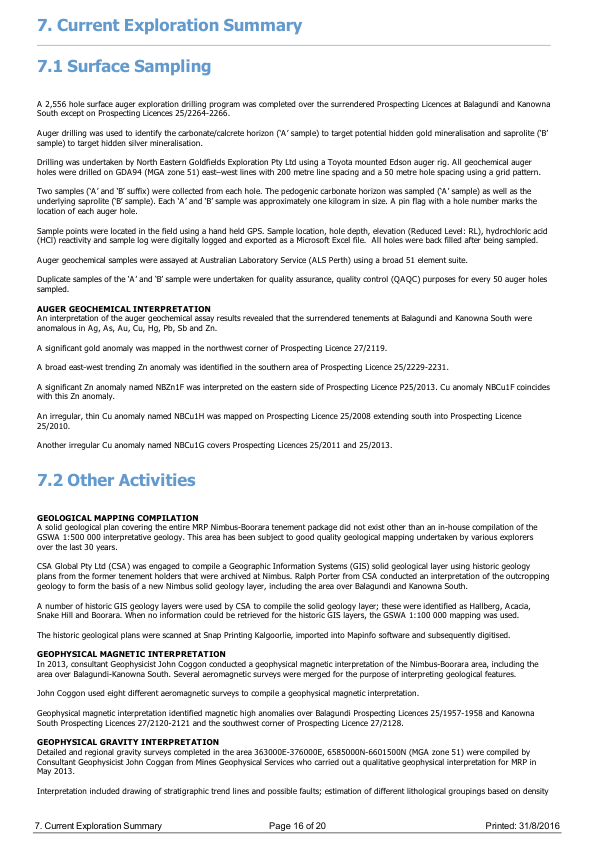 7. Current Exploration Summary
7.1 Surface Sampling
A 2,556 hole surface auger exploration drilling program was completed over the surrendered Prospecting Licences at Balagundi and Kanowna
South except on Prospecting Licences 25/2264-2266.
Auger drilling was used to identify the carbonate/calcrete horizon ('A' sample) to target potential hidden gold mineralisation and saprolite ('B'
sample) to target hidden silver mineralisation.
Drilling was undertaken by North Eastern Goldfields Exploration Pty Ltd using a Toyota mounted Edson auger rig. All geochemical auger
holes were drilled on GDA94 (MGA zone 51) east–west lines with 200 metre line spacing and a 50 metre hole spacing using a grid pattern.
Two samples ('A' and 'B' suffix) were collected from each hole. The pedogenic carbonate horizon was sampled ('A' sample) as well as the
underlying saprolite ('B' sample). Each 'A' and 'B' sample was approximately one kilogram in size. A pin flag with a hole number marks the
location of each auger hole.
Sample points were located in the field using a hand held GPS. Sample location, hole depth, elevation (Reduced Level: RL), hydrochloric acid
(HCl) reactivity and sample log were digitally logged and exported as a Microsoft Excel file. All holes were back filled after being sampled.
Auger geochemical samples were assayed at Australian Laboratory Service (ALS Perth) using a broad 51 element suite.
Duplicate samples of the 'A' and 'B' sample were undertaken for quality assurance, quality control (QAQC) purposes for every 50 auger holes
sampled.
AUGER GEOCHEMICAL INTERPRETATION
An interpretation of the auger geochemical assay results revealed that the surrendered tenements at Balagundi and Kanowna South were
anomalous in Ag, As, Au, Cu, Hg, Pb, Sb and Zn.
A significant gold anomaly was mapped in the northwest corner of Prospecting Licence 27/2119.
A broad east-west trending Zn anomaly was identified in the southern area of Prospecting Licence 25/2229-2231.
A significant Zn anomaly named NBZn1F was interpreted on the eastern side of Prospecting Licence P25/2013. Cu anomaly NBCu1F coincides
with this Zn anomaly.
An irregular, thin Cu anomaly named NBCu1H was mapped on Prospecting Licence 25/2008 extending south into Prospecting Licence
25/2010.
Another irregular Cu anomaly named NBCu1G covers Prospecting Licences 25/2011 and 25/2013.
7.2 Other Activities
GEOLOGICAL MAPPING COMPILATION
A solid geological plan covering the entire MRP Nimbus-Boorara tenement package did not exist other than an in-house compilation of the
GSWA 1:500 000 interpretative geology. This area has been subject to good quality geological mapping undertaken by various explorers
over the last 30 years.
CSA Global Pty Ltd (CSA) was engaged to compile a Geographic Information Systems (GIS) solid geological layer using historic geology
plans from the former tenement holders that were archived at Nimbus. Ralph Porter from CSA conducted an interpretation of the outcropping
geology to form the basis of a new Nimbus solid geology layer, including the area over Balagundi and Kanowna South.
A number of historic GIS geology layers were used by CSA to compile the solid geology layer; these were identified as Hallberg, Acacia,
Snake Hill and Boorara. When no information could be retrieved for the historic GIS layers, the GSWA 1:100 000 mapping was used.
The historic geological plans were scanned at Snap Printing Kalgoorlie, imported into Mapinfo software and subsequently digitised.
GEOPHYSICAL MAGNETIC INTERPRETATION
In 2013, consultant Geophysicist John Coggon conducted a geophysical magnetic interpretation of the Nimbus-Boorara area, including the
area over Balagundi-Kanowna South. Several aeromagnetic surveys were merged for the purpose of interpreting geological features.
John Coggon used eight different aeromagnetic surveys to compile a geophysical magnetic interpretation.
Geophysical magnetic interpretation identified magnetic high anomalies over Balagundi Prospecting Licences 25/1957-1958 and Kanowna
South Prospecting Licences 27/2120-2121 and the southwest corner of Prospecting Licence 27/2128.
GEOPHYSICAL GRAVITY INTERPRETATION
Detailed and regional gravity surveys completed in the area 363000E-376000E, 6585000N-6601500N (MGA zone 51) were compiled by
Consultant Geophysicist John Coggan from Mines Geophysical Services who carried out a qualitative geophysical interpretation for MRP in
May 2013.
Interpretation included drawing of stratigraphic trend lines and possible faults; estimation of different lithological groupings based on density
7. Current Exploration Summary Page 16 of 20 Printed: 31/8/2016